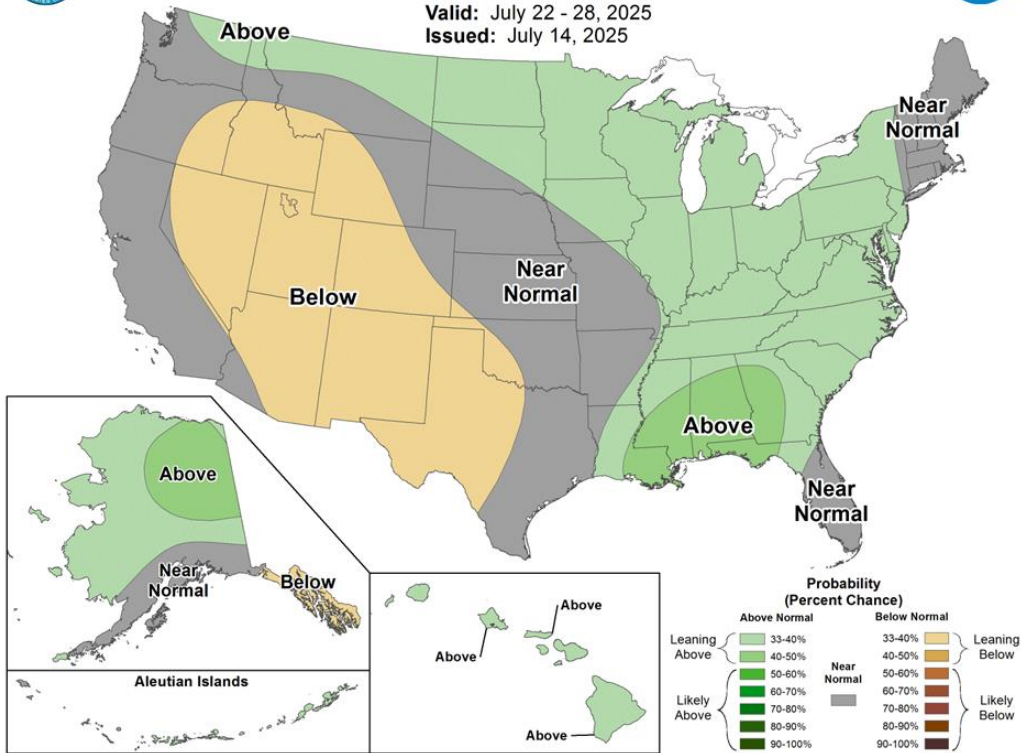 Valid: July 22 - 28, 2025
Issued: July 14, 2025
Above
Near
Normal
Near
Normal
Below
Above
Near
Normal
Above
Near
Normal
Below
Aleutian Islands
Above
Above
Above
Probability
(Percent Chance)
Above Normal
Below Normal
Leaning
Above
33-40%
40-50%
Likely
Above
50-60%
60-70%
70-80%
80-90%
90-100%
Near
Normal
33-40%
40-50%
Leaning
Below
50-60%
60-70%
70-80%
80-90%
90-100%
Likely
Below